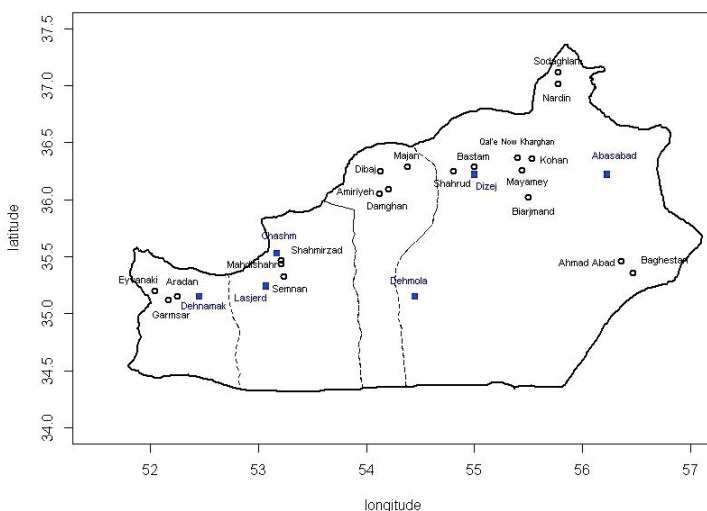 37.5
37.0
36.5
36.0
35.5
35.0
34.5
34.0
latitude
Sodaghlan
Nardin
Qal'e Now Kharghan
Majan
Bastam
Kohan
Abasabad
Dibaj
Shahrud
Dizej
Mayamey
Amiriyeh
Damghan
Biarjmand
Chashm
Shahmirzad
Mahdishahr
Ahmad Abad
Baghestan
Eyvanaki
Aradan
Semnan
Dehmola
Dehnamak
Lasjerd
Garmsar
52
53
54
55
56
57
longitude